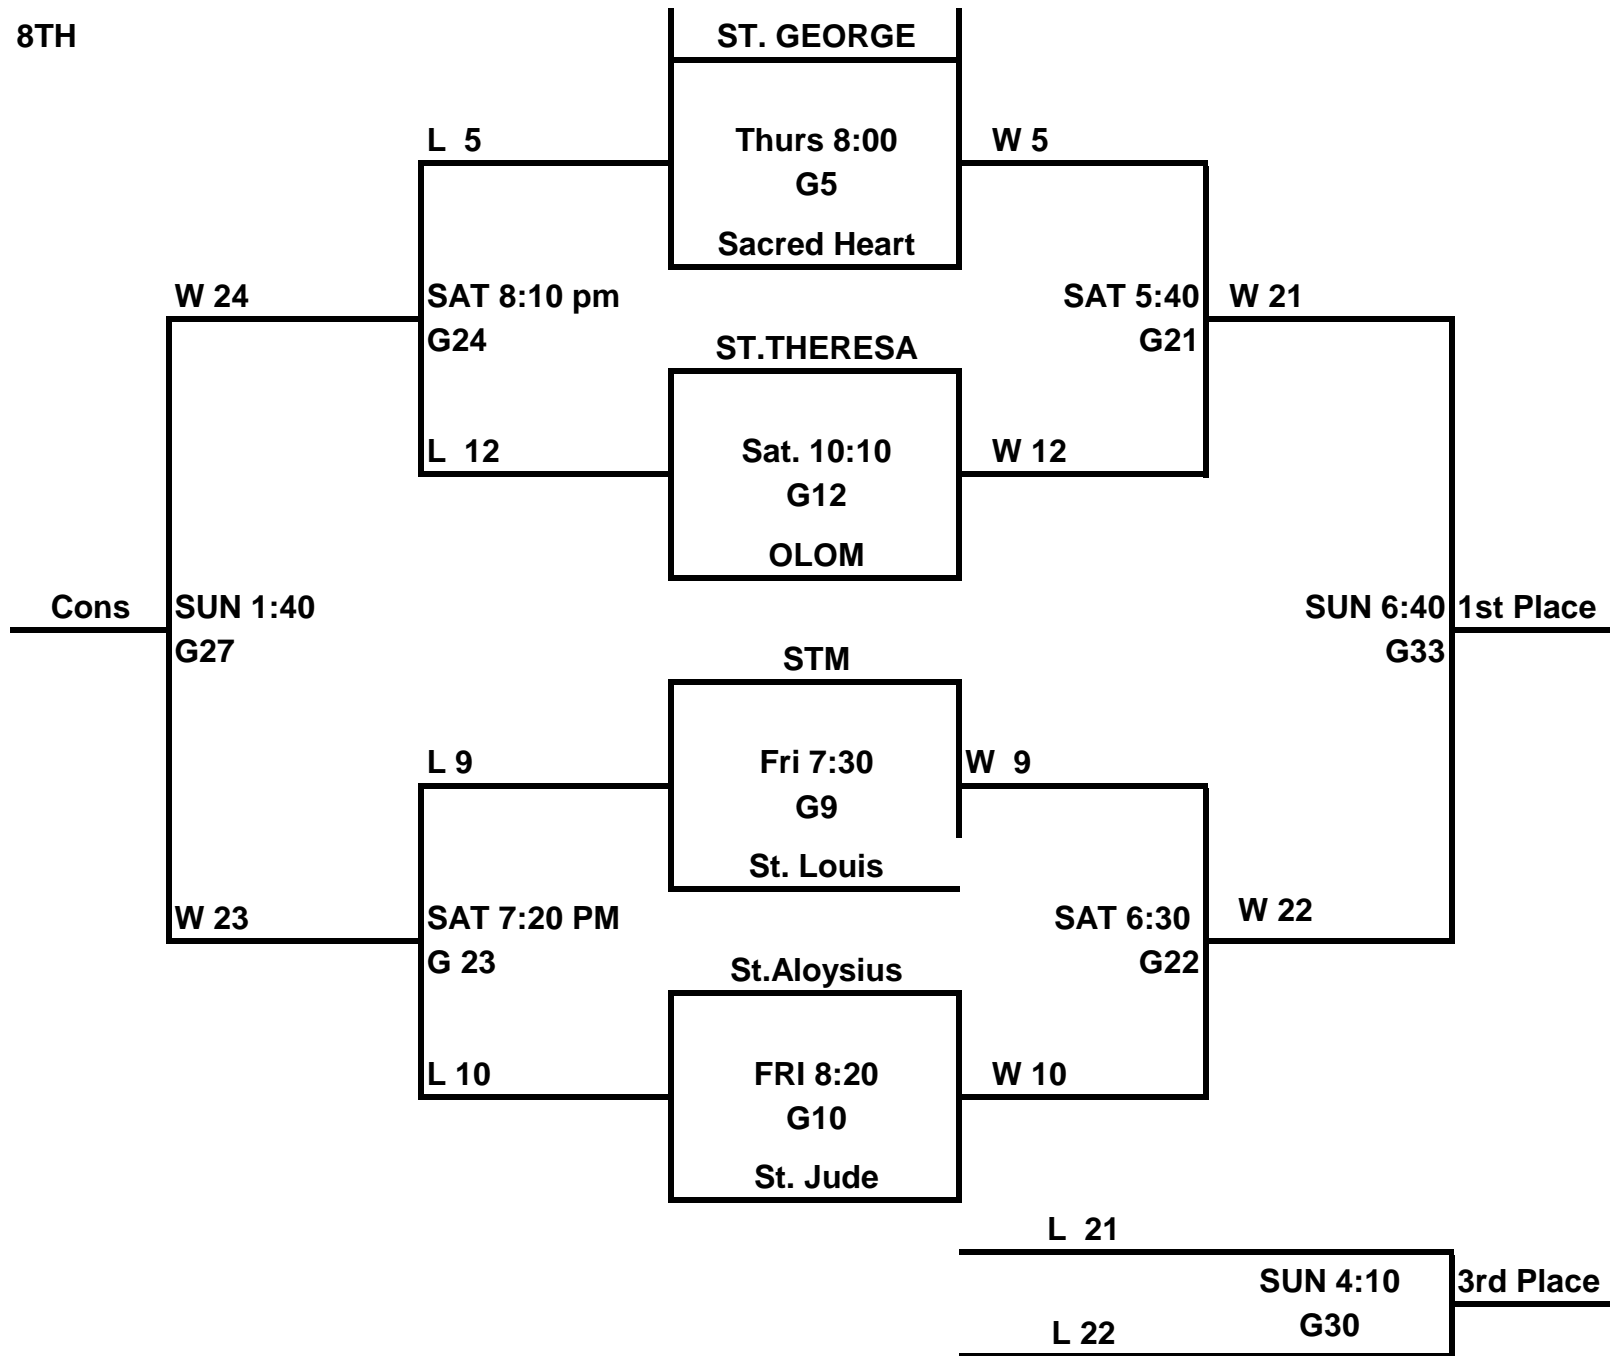 8TH
ST. GEORGE
L  5
Thurs 8:00
W 5
G5
Sacred Heart
W 24
SAT 8:10 pm
SAT 5:40
W 21
G24
ST.THERESA
G21
L  12
Sat. 10:10
W 12
G12
OLOM
Cons
SUN 1:40
SUN 6:40
1st Place
G27
STM
G33
L 9
Fri 7:30
W  9
G9
St. Louis
W 23
SAT 7:20 PM
SAT 6:30
W 22
G 23
St.Aloysius
G22
L 10
FRI 8:20
W 10
G10
St. Jude
L  21
SUN 4:10
3rd Place
G30
L 22